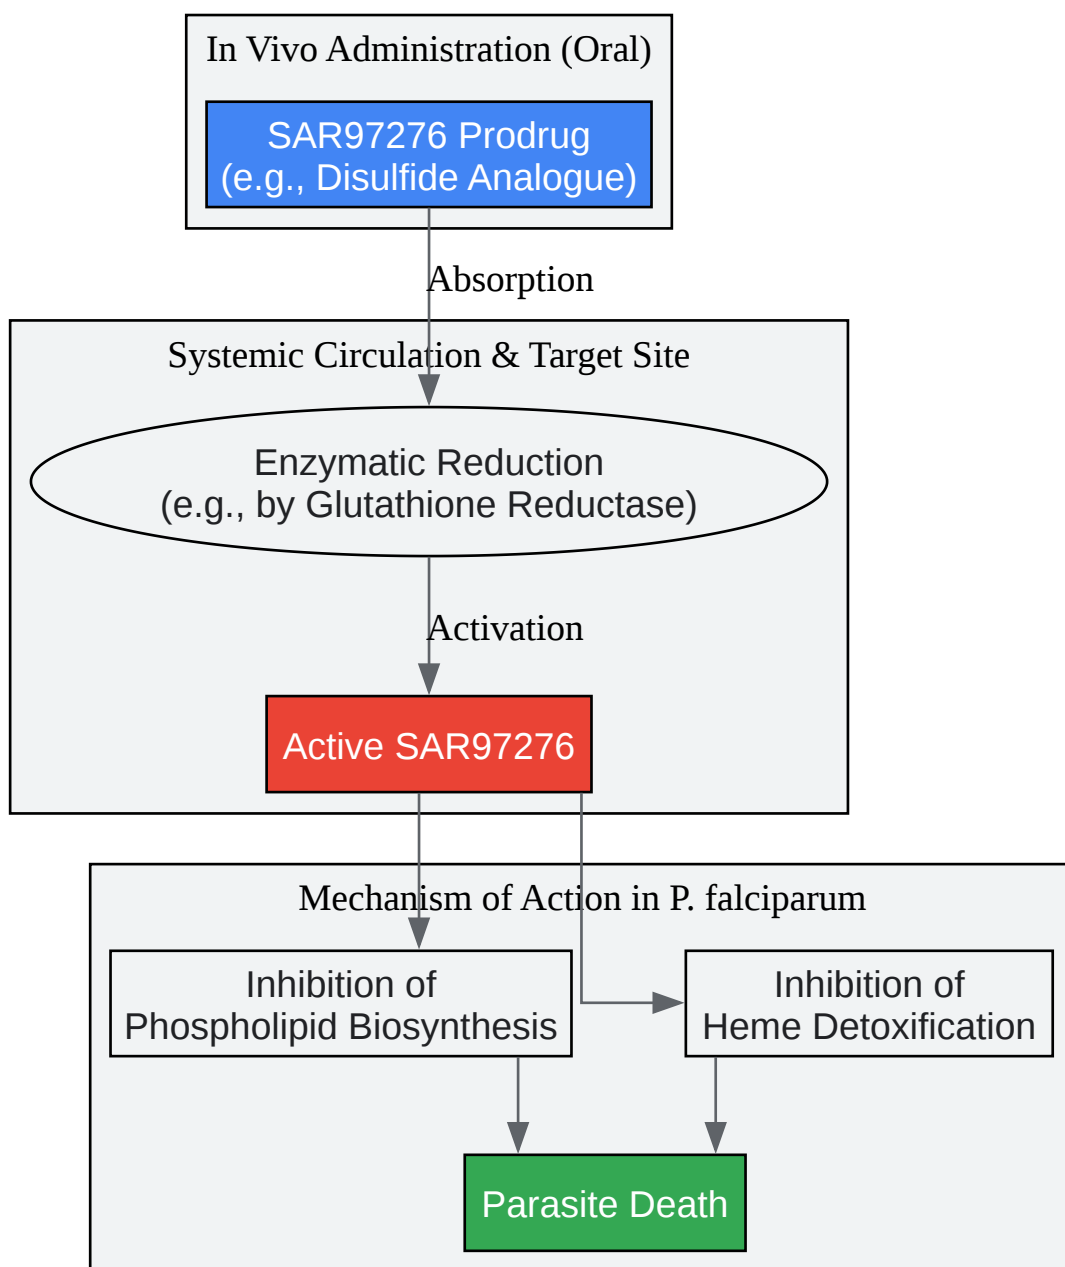 In Vivo Administration (Oral)
SAR97276 Prodrug
(e.g., Disulfide Analogue)
Absorption
Systemic Circulation & Target Site
Enzymatic Reduction
(e.g., by Glutathione Reductase)
Activation
Active SAR97276
Mechanism of Action in P. falciparum
Inhibition of
Phospholipid Biosynthesis
Inhibition of
Heme Detoxification
Parasite Death